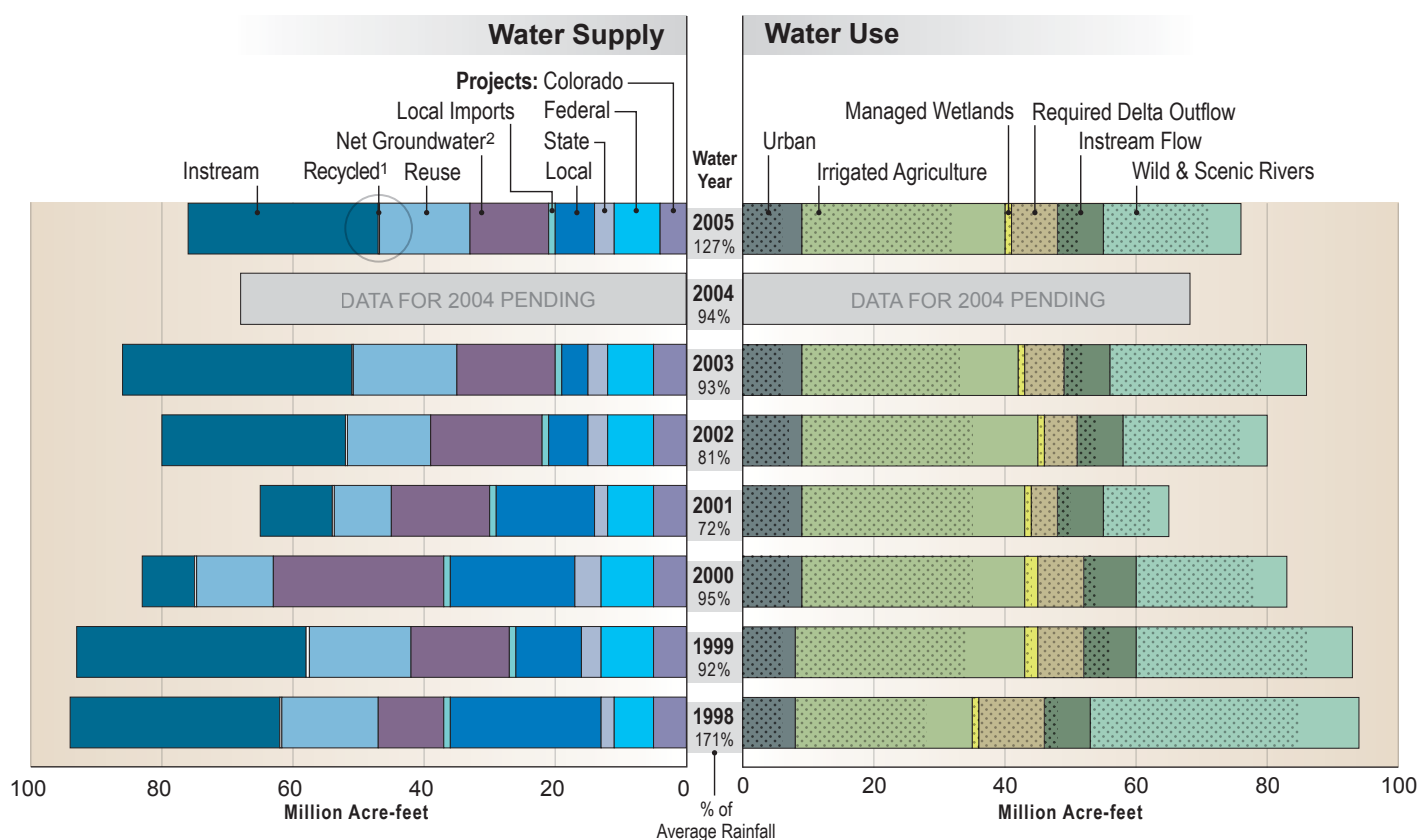 Water Supply
Water Use
Projects: Colorado
Local Imports
Federal
Managed Wetlands
Required Delta Outflow
Net Groundwater²
State
Urban
Instream Flow
Instream
Recycled¹
Reuse
Local
Water
Year
Irrigated Agriculture
Wild & Scenic Rivers
2005
127%
DATA FOR 2004 PENDING
2004
94%
DATA FOR 2004 PENDING
2003
93%
2002
81%
2001
72%
2000
95%
1999
92%
1998
171%
100 80 60 40 20 0
0 20 40 60 80 100
Million Acre-feet
% of
Average Rainfall
Million Acre-feet